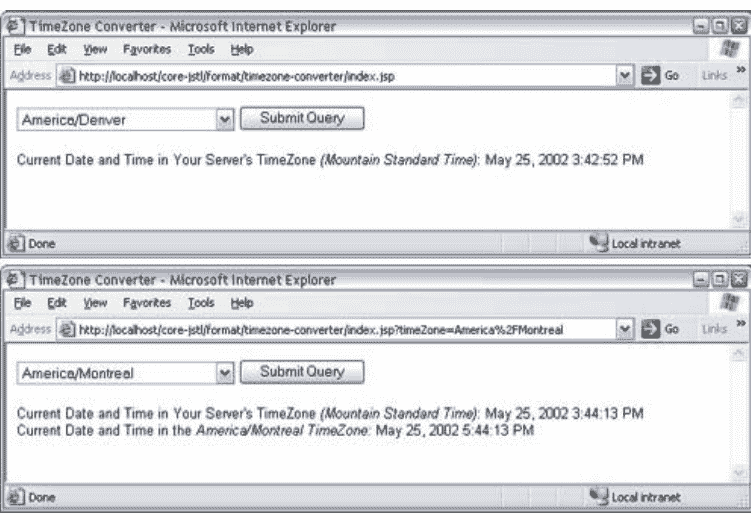 TimeZone Converter - Microsoft Internet Explorer
File Edit View Favorites Tools Help
Address http://localhost/core-jstl/format/timezone-converter/index.jsp Go Links »
America/Denver Submit Query
Current Date and Time in Your Server's TimeZone (Mountain Standard Time): May 25, 2002 3:42:52 PM
Done Local intranet
TimeZone Converter - Microsoft Internet Explorer
File Edit View Favorites Tools Help
Address http://localhost/core-jstl/format/timezone-converter/index.jsp?timeZone=America%2FMontreal Go Links »
America/Montreal Submit Query
Current Date and Time in Your Server's TimeZone (Mountain Standard Time): May 25, 2002 3:44:13 PM
Current Date and Time in the America/Montreal TimeZone: May 25, 2002 5:44:13 PM
Done Local intranet